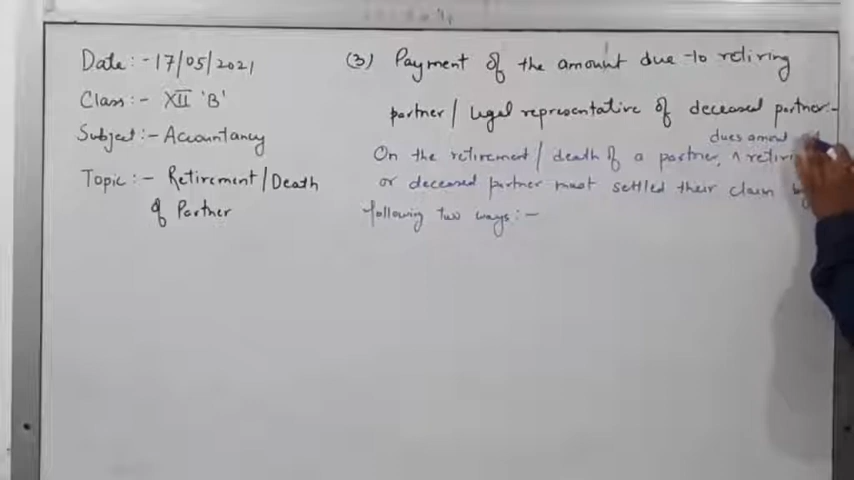 Date :- 17/05/2021
Class :- XII 'B'
Subject :- Accountancy
Topic :- Retirement/Death
of Partner
(3) Payment of the amount due to retiring
partner / Legal representative of deceased partner:-
dues amount
On the retirement / death of a partner, ^
or deceased partner must settled their claim
following two ways :-